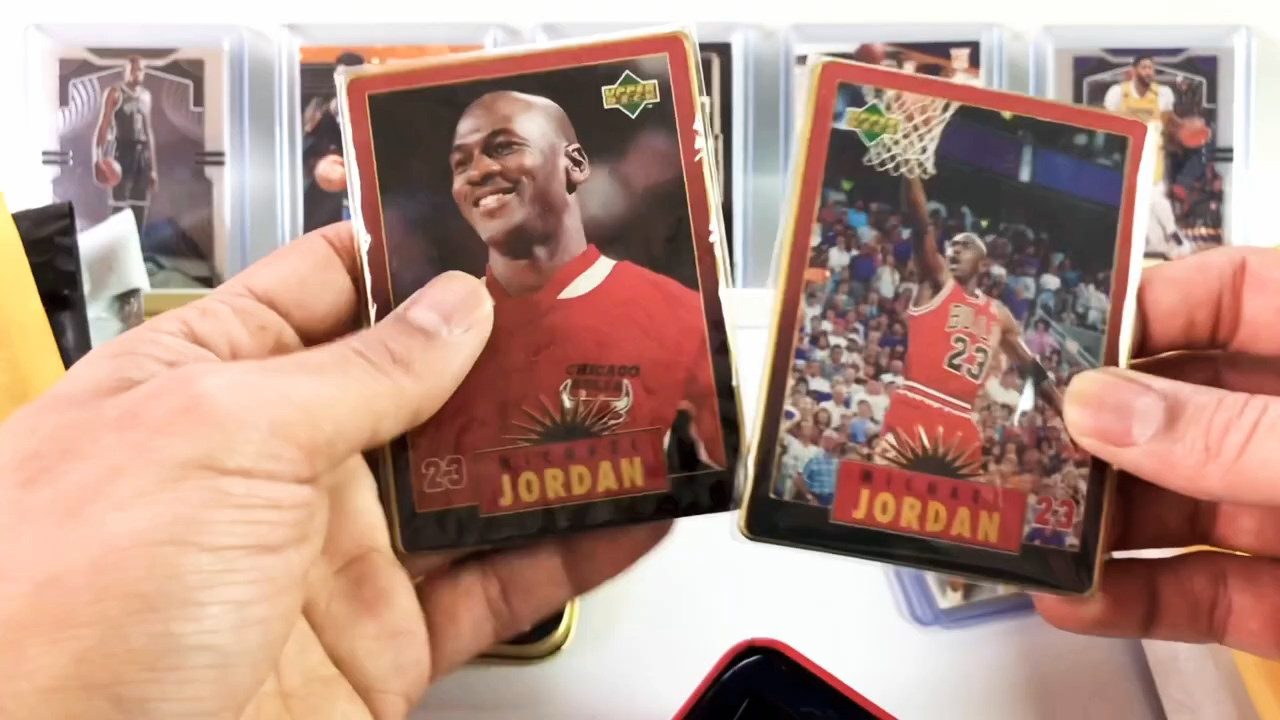 UPPER
DECK
CHICAGO
BULLS
23
MICHAEL
JORDAN
UPPER
DECK
BULLS
23
MICHAEL
JORDAN
23